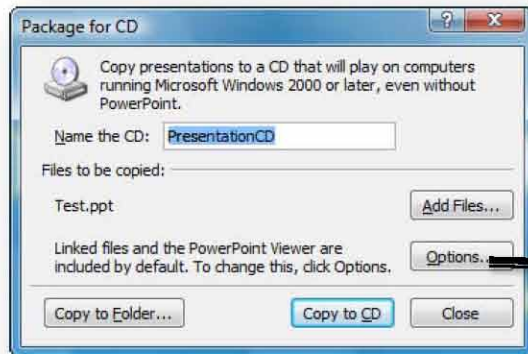 Package for CD
Copy presentations to a CD that will play on computers
running Microsoft Windows 2000 or later, even without
PowerPoint.
Name the CD: PresentationCD
Files to be copied:
Test.ppt
Add Files...
Linked files and the PowerPoint Viewer are
included by default. To change this, click Options.
Options...
Copy to Folder...
Copy to CD
Close